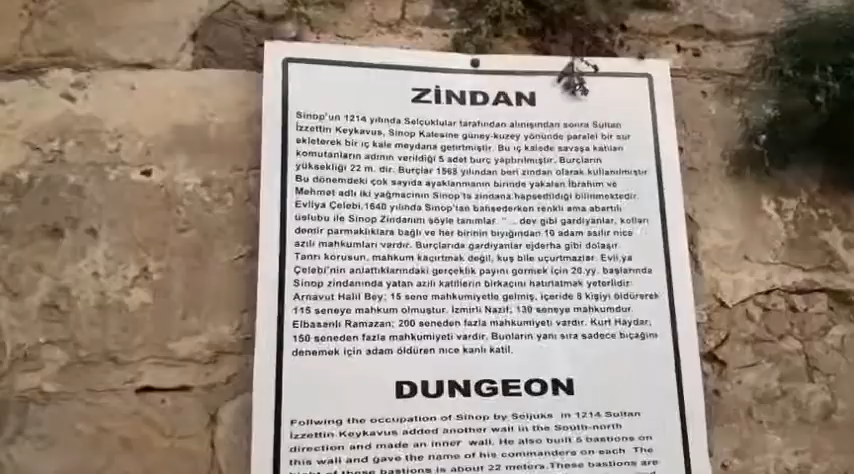 ZİNDAN
Sinop'un 1214 yılında Selçuklular tarafından alınışından sonra Sultan
İzzettin Keykavus, Sinop Kalesine güney-kuzey yönünde paralel bir sur
ekleterek bir iç kale meydana getirtmiştir. Bu iç kalede savaşa katılan
komutanların adının verildiği 5 adet burç yaptırılmıştır. Burçların
yüksekliği 22 m. dir. Burçlar 1568 yılından beri zindan olarak kullanılmıştır.
Bu dönemdeki çok sayıda ayaklanmanın birinde yakalan İbrahim ve
Mehmet adlı iki yağmacının Sinop'ta zindana hapsedildiği bilinmektedir.
Evliya Çelebi,1640 yılında Sinop'tan bahsederken renkli ama abartılı
üslubu ile Sinop Zindanını şöyle tanımlar. "... dev gibi gardiyanlar, kolları
demir parmaklıklara bağlı ve her birinin bıyığından 10 adam asılır nice
azılı mahkumları vardır. Burçlarında gardiyanlar ejderha gibi dolaşır.
Tanrı korusun, mahkum kaçırtmak değil, kuş bile uçurtmazlar. Evliya
Çelebi'nin anlattıklarındaki gerçeklik payını görmek için 20.yy. başlarında
Sinop zindanında yatan azılı katillerin birkaçını hatırlatmak yeterlidir:
Arnavut Halil Bey; 15 sene mahkumiyetle gelmiş, içeride 8 kişiyi öldürerek
115 seneye mahkum olmuştur. İzmirli Nazif; 130 seneye mahkumdur.
Elbasanlı Ramazan; 200 seneden fazla mahkumiyeti vardır. Kurt Haydar,
150 seneden fazla mahkumiyeti vardır. Bunların yanı sıra sadece bıçağını
denemek için adam öldüren nice kanlı katil.
DUNGEON
Follwing the occupation of Sinop by Seljuks in 1214 Sultan
İzzettin Keykavus added another wall in the South-north
direction and made an inner wall. He also built 5 bastions on
this wall and gave the name of his commanders on each. The
hight of these bastions is about 22 meters.These bastions are